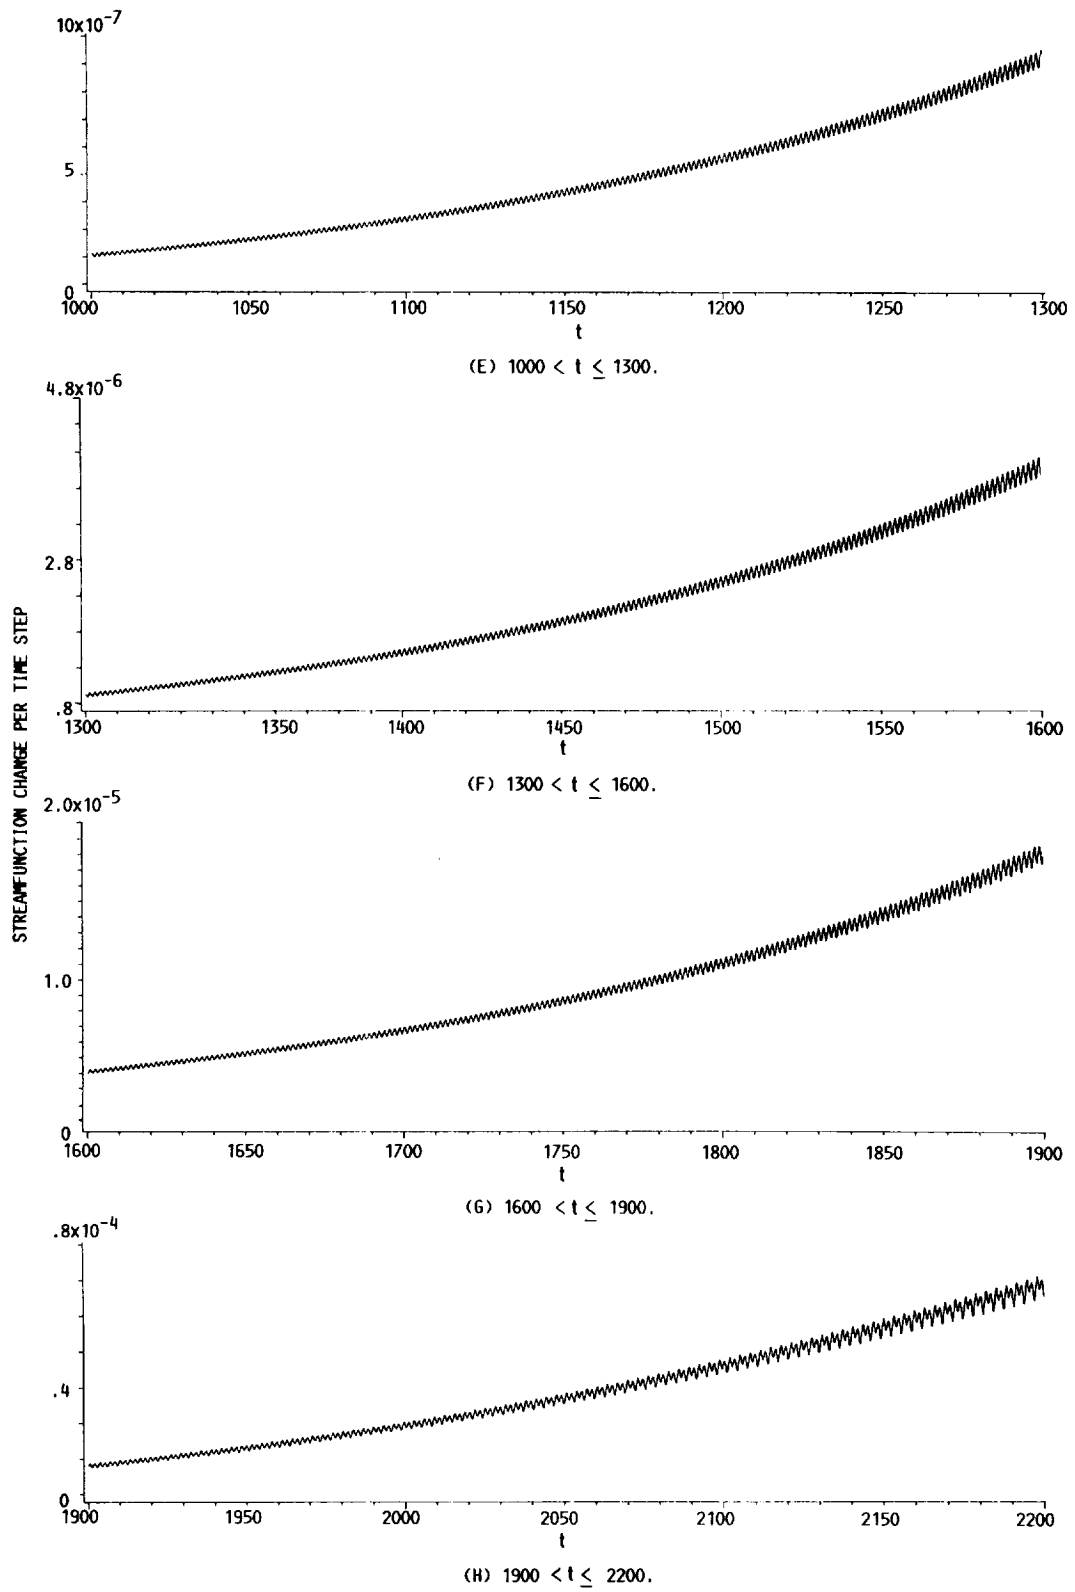 10x10⁻⁷
5
0
1000 1050 1100 1150 1200 1250 1300
t
(E) 1000 < t ≤ 1300.
4.8x10⁻⁶
2.8
.8
1300 1350 1400 1450 1500 1550 1600
t
(F) 1300 < t ≤ 1600.
STREAMFUNCTION CHANGE PER TIME STEP
2.0x10⁻⁵
1.0
0
1600 1650 1700 1750 1800 1850 1900
t
(G) 1600 < t ≤ 1900.
.8x10⁻⁴
.4
0
1900 1950 2000 2050 2100 2150 2200
t
(H) 1900 < t ≤ 2200.